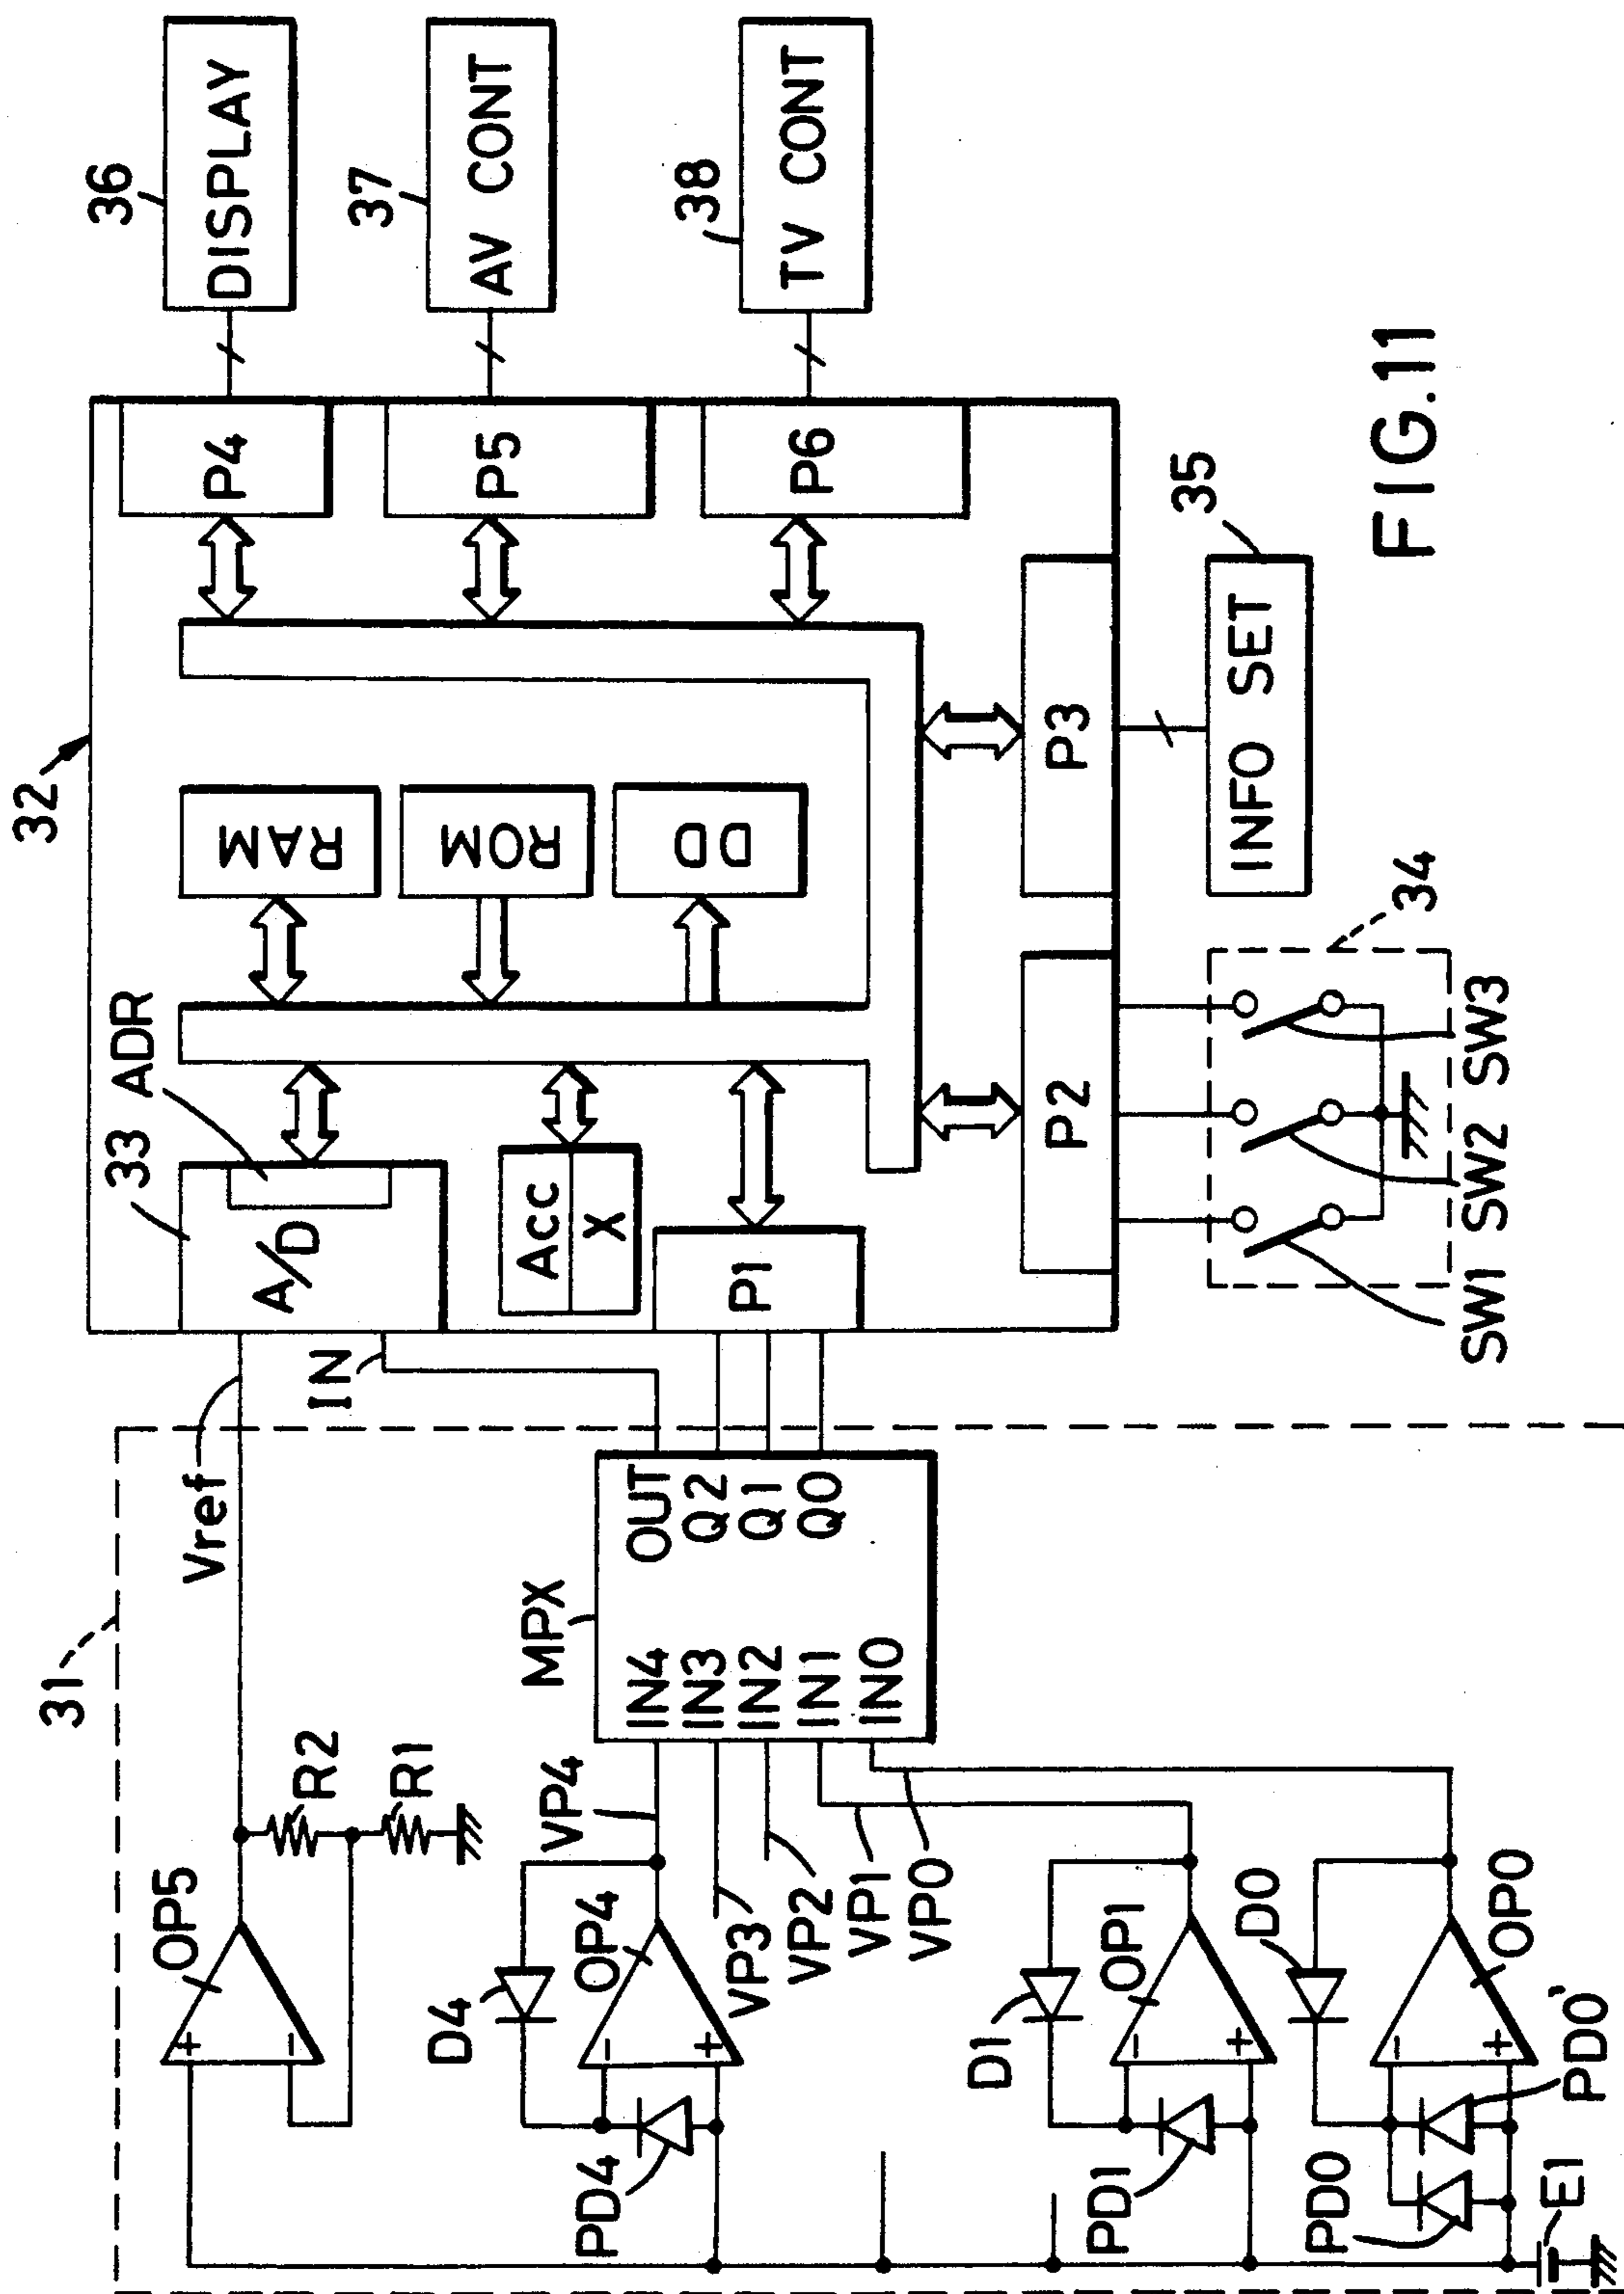 31
Vref
IN
OP5
+
-
R2
R1
D4
OP4
-
+
PD4
VP4
VP3
VP2
VP1
VP0
MPX
IN4
IN3
IN2
IN1
IN0
OUT
Q2
Q1
Q0
D1
OP1
-
+
PD1
D0
OP0
-
+
PD0
PD0'
E1
32
33
ADR
A/D
Acc
X
P1
RAM
ROM
DD
P2
P3
P4
P5
P6
36
DISPLAY
37
AV CONT
38
TV CONT
34
SW1 SW2 SW3
35
INFO SET
FIG.11